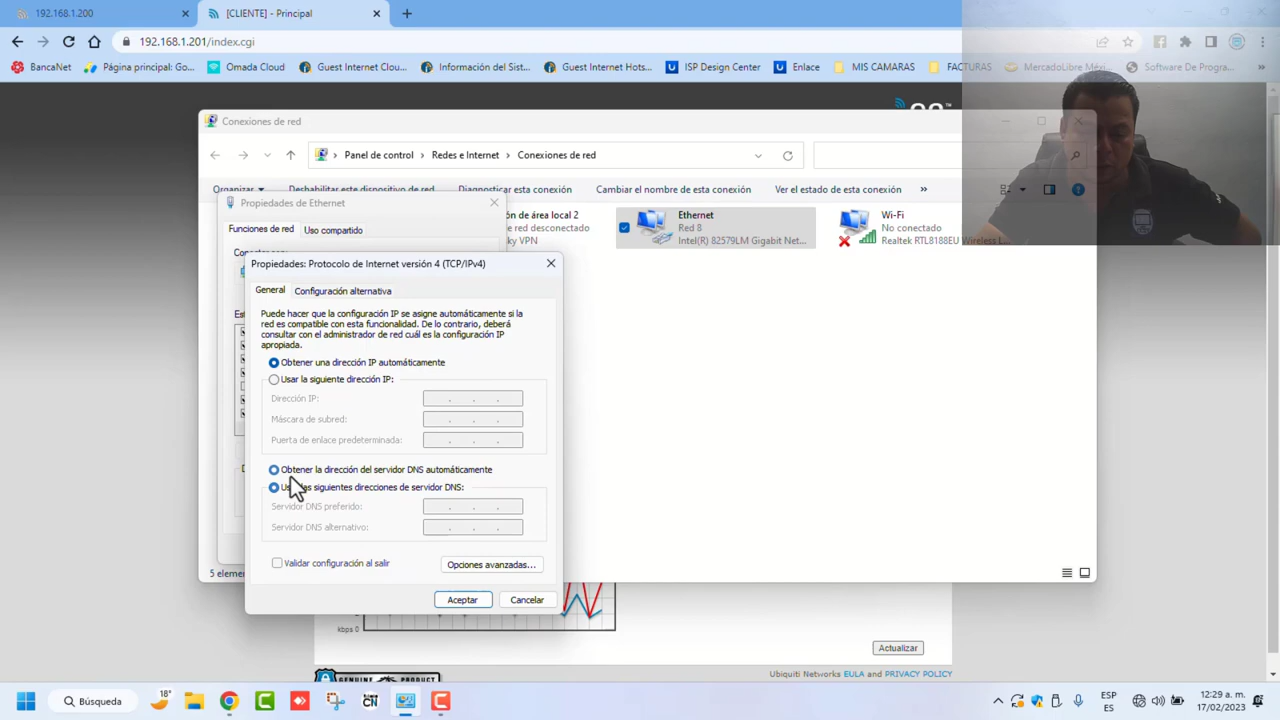 192.168.1.200
[CLIENTE] - Principal
192.168.1.201/index.cgi
BancaNet
Página principal: Go...
Omada Cloud
Guest Internet Clou...
Información del Sist...
Guest Internet Hots...
ISP Design Center
Enlace
MIS CAMARAS
FACTURAS
MercadoLibre Méxi...
Software De Progra...
»
Conexiones de red
Panel de control > Redes e Internet > Conexiones de red
Organizar
Deshabilitar este dispositivo de red
Diagnosticar esta conexión
Cambiar el nombre de esta conexión
Ver el estado de esta conexión
»
Propiedades de Ethernet
Funciones de red
Uso compartido
ón de área local 2
e red desconectado
ky VPN
Ethernet
Red 8
Intel(R) 82579LM Gigabit Net...
Wi-Fi
No conectado
Realtek RTL8188EU Wireless L
Propiedades: Protocolo de Internet versión 4 (TCP/IPv4)
General
Configuración alternativa
Puede hacer que la configuración IP se asigne automáticamente si la
red es compatible con esta funcionalidad. De lo contrario, deberá
consultar con el administrador de red cuál es la configuración IP
apropiada.
Obtener una dirección IP automáticamente
Usar la siguiente dirección IP:
Dirección IP:
Máscara de subred:
Puerta de enlace predeterminada:
Obtener la dirección del servidor DNS automáticamente
siguientes direcciones de servidor DNS:
Servidor DNS preferido:
Servidor DNS alternativo:
Validar configuración al salir
Opciones avanzadas...
Aceptar
Cancelar
5 eleme
kbps 0
Actualizar
GENUINE PRODUCT
Ubiquiti Networks EULA and PRIVACY POLICY
Búsqueda
18°
CN
ESP
ES
12:29 a. m.
17/02/2023